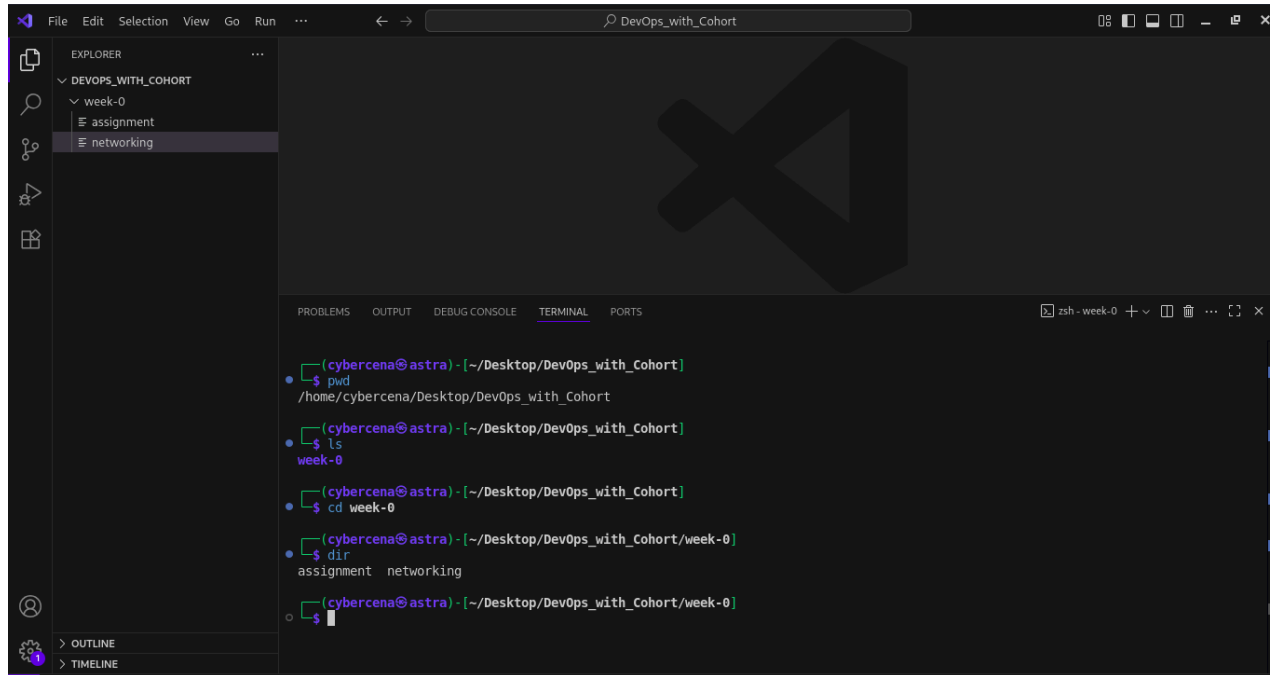 File Edit Selection View Go Run ··· DevOps_with_Cohort
EXPLORER ···
DEVOPS_WITH_COHORT
week-0
assignment
networking
PROBLEMS OUTPUT DEBUG CONSOLE TERMINAL PORTS zsh - week-0 ···
┌──(cybercena㉿astra)-[~/Desktop/DevOps_with_Cohort]
└─$ pwd
/home/cybercena/Desktop/DevOps_with_Cohort
┌──(cybercena㉿astra)-[~/Desktop/DevOps_with_Cohort]
└─$ ls
week-0
┌──(cybercena㉿astra)-[~/Desktop/DevOps_with_Cohort]
└─$ cd week-0
┌──(cybercena㉿astra)-[~/Desktop/DevOps_with_Cohort/week-0]
└─$ dir
assignment  networking
┌──(cybercena㉿astra)-[~/Desktop/DevOps_with_Cohort/week-0]
└─$
1
OUTLINE
TIMELINE